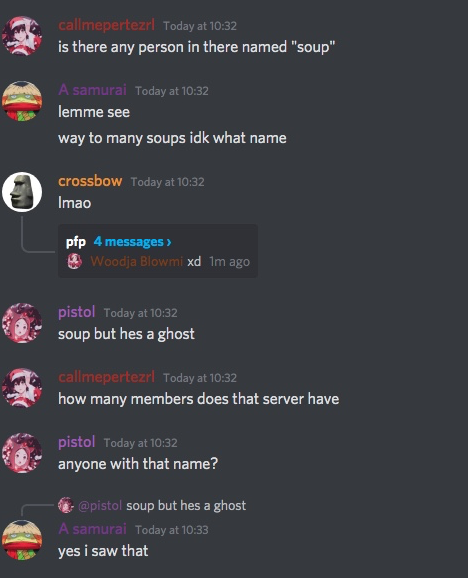 callmepertezrl Today at 10:32
is there any person in there named "soup"
A samurai Today at 10:32
lemme see
way to many soups idk what name
crossbow Today at 10:32
lmao
pfp 4 messages ›
Woodja Blowmi xd 1m ago
pistol Today at 10:32
soup but hes a ghost
callmepertezrl Today at 10:32
how many members does that server have
pistol Today at 10:32
anyone with that name?
@pistol soup but hes a ghost
A samurai Today at 10:33
yes i saw that